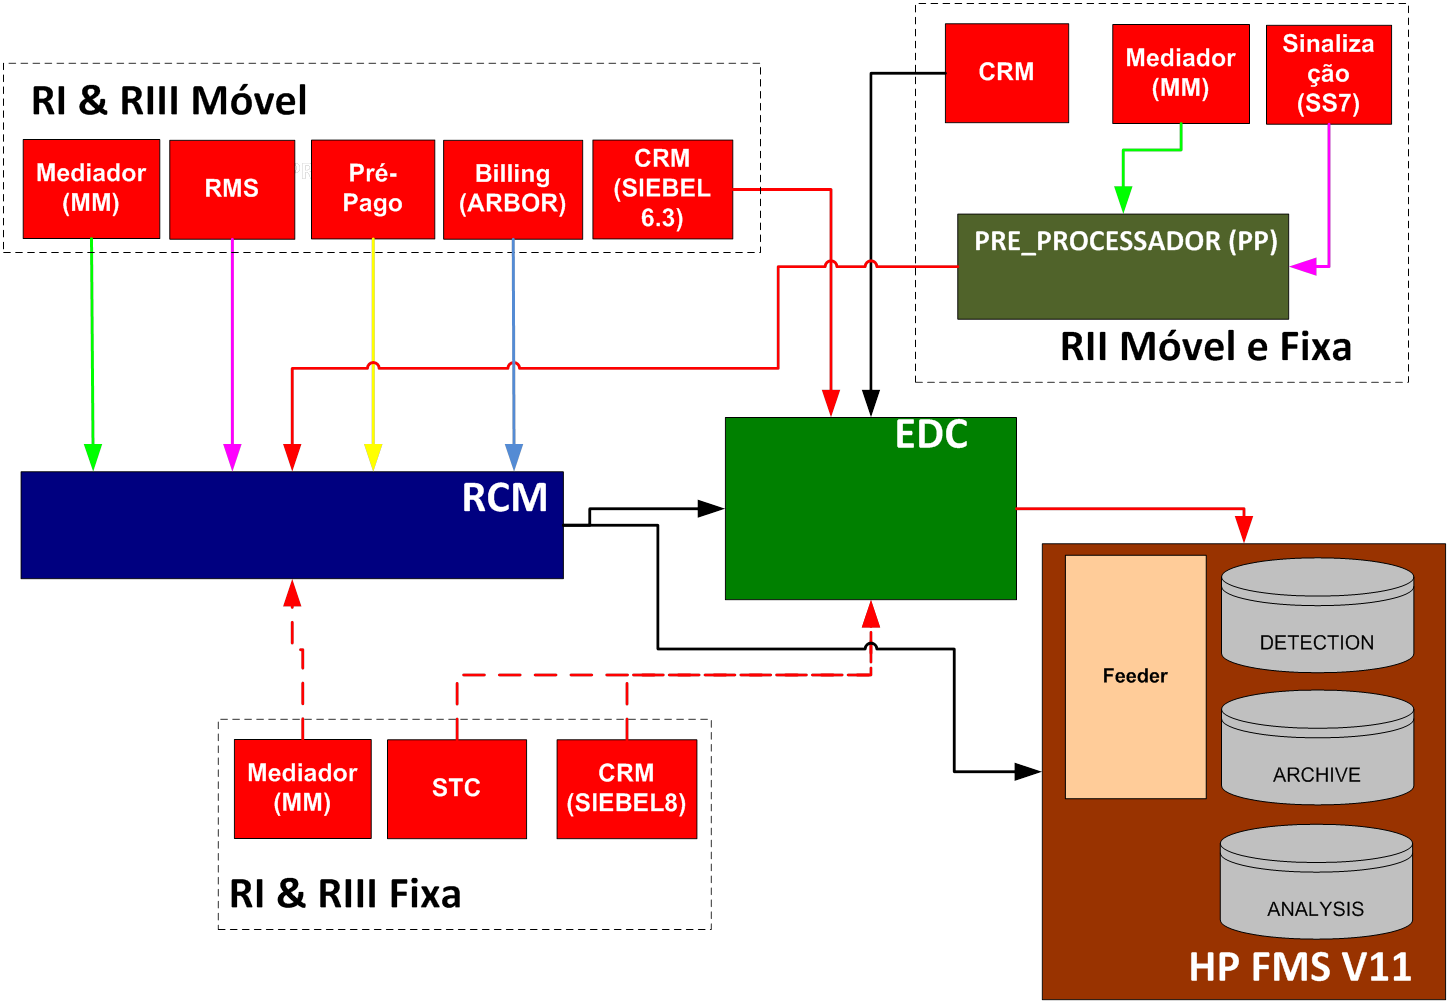 RI & RIII Móvel
Mediador
(MM)
RMS
Pré-
Pago
Billing
(ARBOR)
CRM
(SIEBEL
6.3)
CRM
Mediador
(MM)
Sinaliza
ção
(SS7)
PRE_PROCESSADOR (PP)
RII Móvel e Fixa
EDC
RCM
Mediador
(MM)
STC
CRM
(SIEBEL8)
RI & RIII Fixa
Feeder
DETECTION
ARCHIVE
ANALYSIS
HP FMS V11